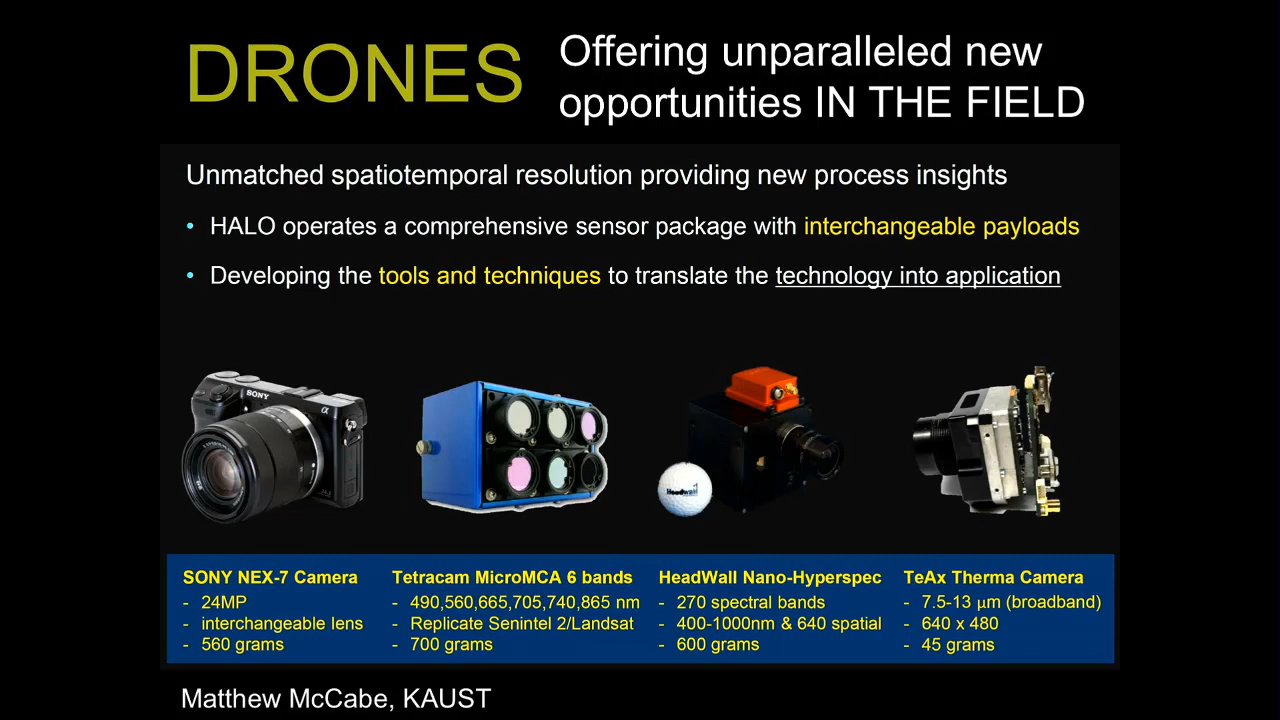 DRONES
Offering unparalleled new
opportunities IN THE FIELD
Unmatched spatiotemporal resolution providing new process insights
• HALO operates a comprehensive sensor package with interchangeable payloads
• Developing the tools and techniques to translate the technology into application
SONY
α
Headwall
SONY NEX-7 Camera
- 24MP
- interchangeable lens
- 560 grams
Tetracam MicroMCA 6 bands
- 490,560,665,705,740,865 nm
- Replicate Senintel 2/Landsat
- 700 grams
HeadWall Nano-Hyperspec
- 270 spectral bands
- 400-1000nm & 640 spatial
- 600 grams
TeAx Therma Camera
- 7.5-13 μm (broadband)
- 640 x 480
- 45 grams
Matthew McCabe, KAUST